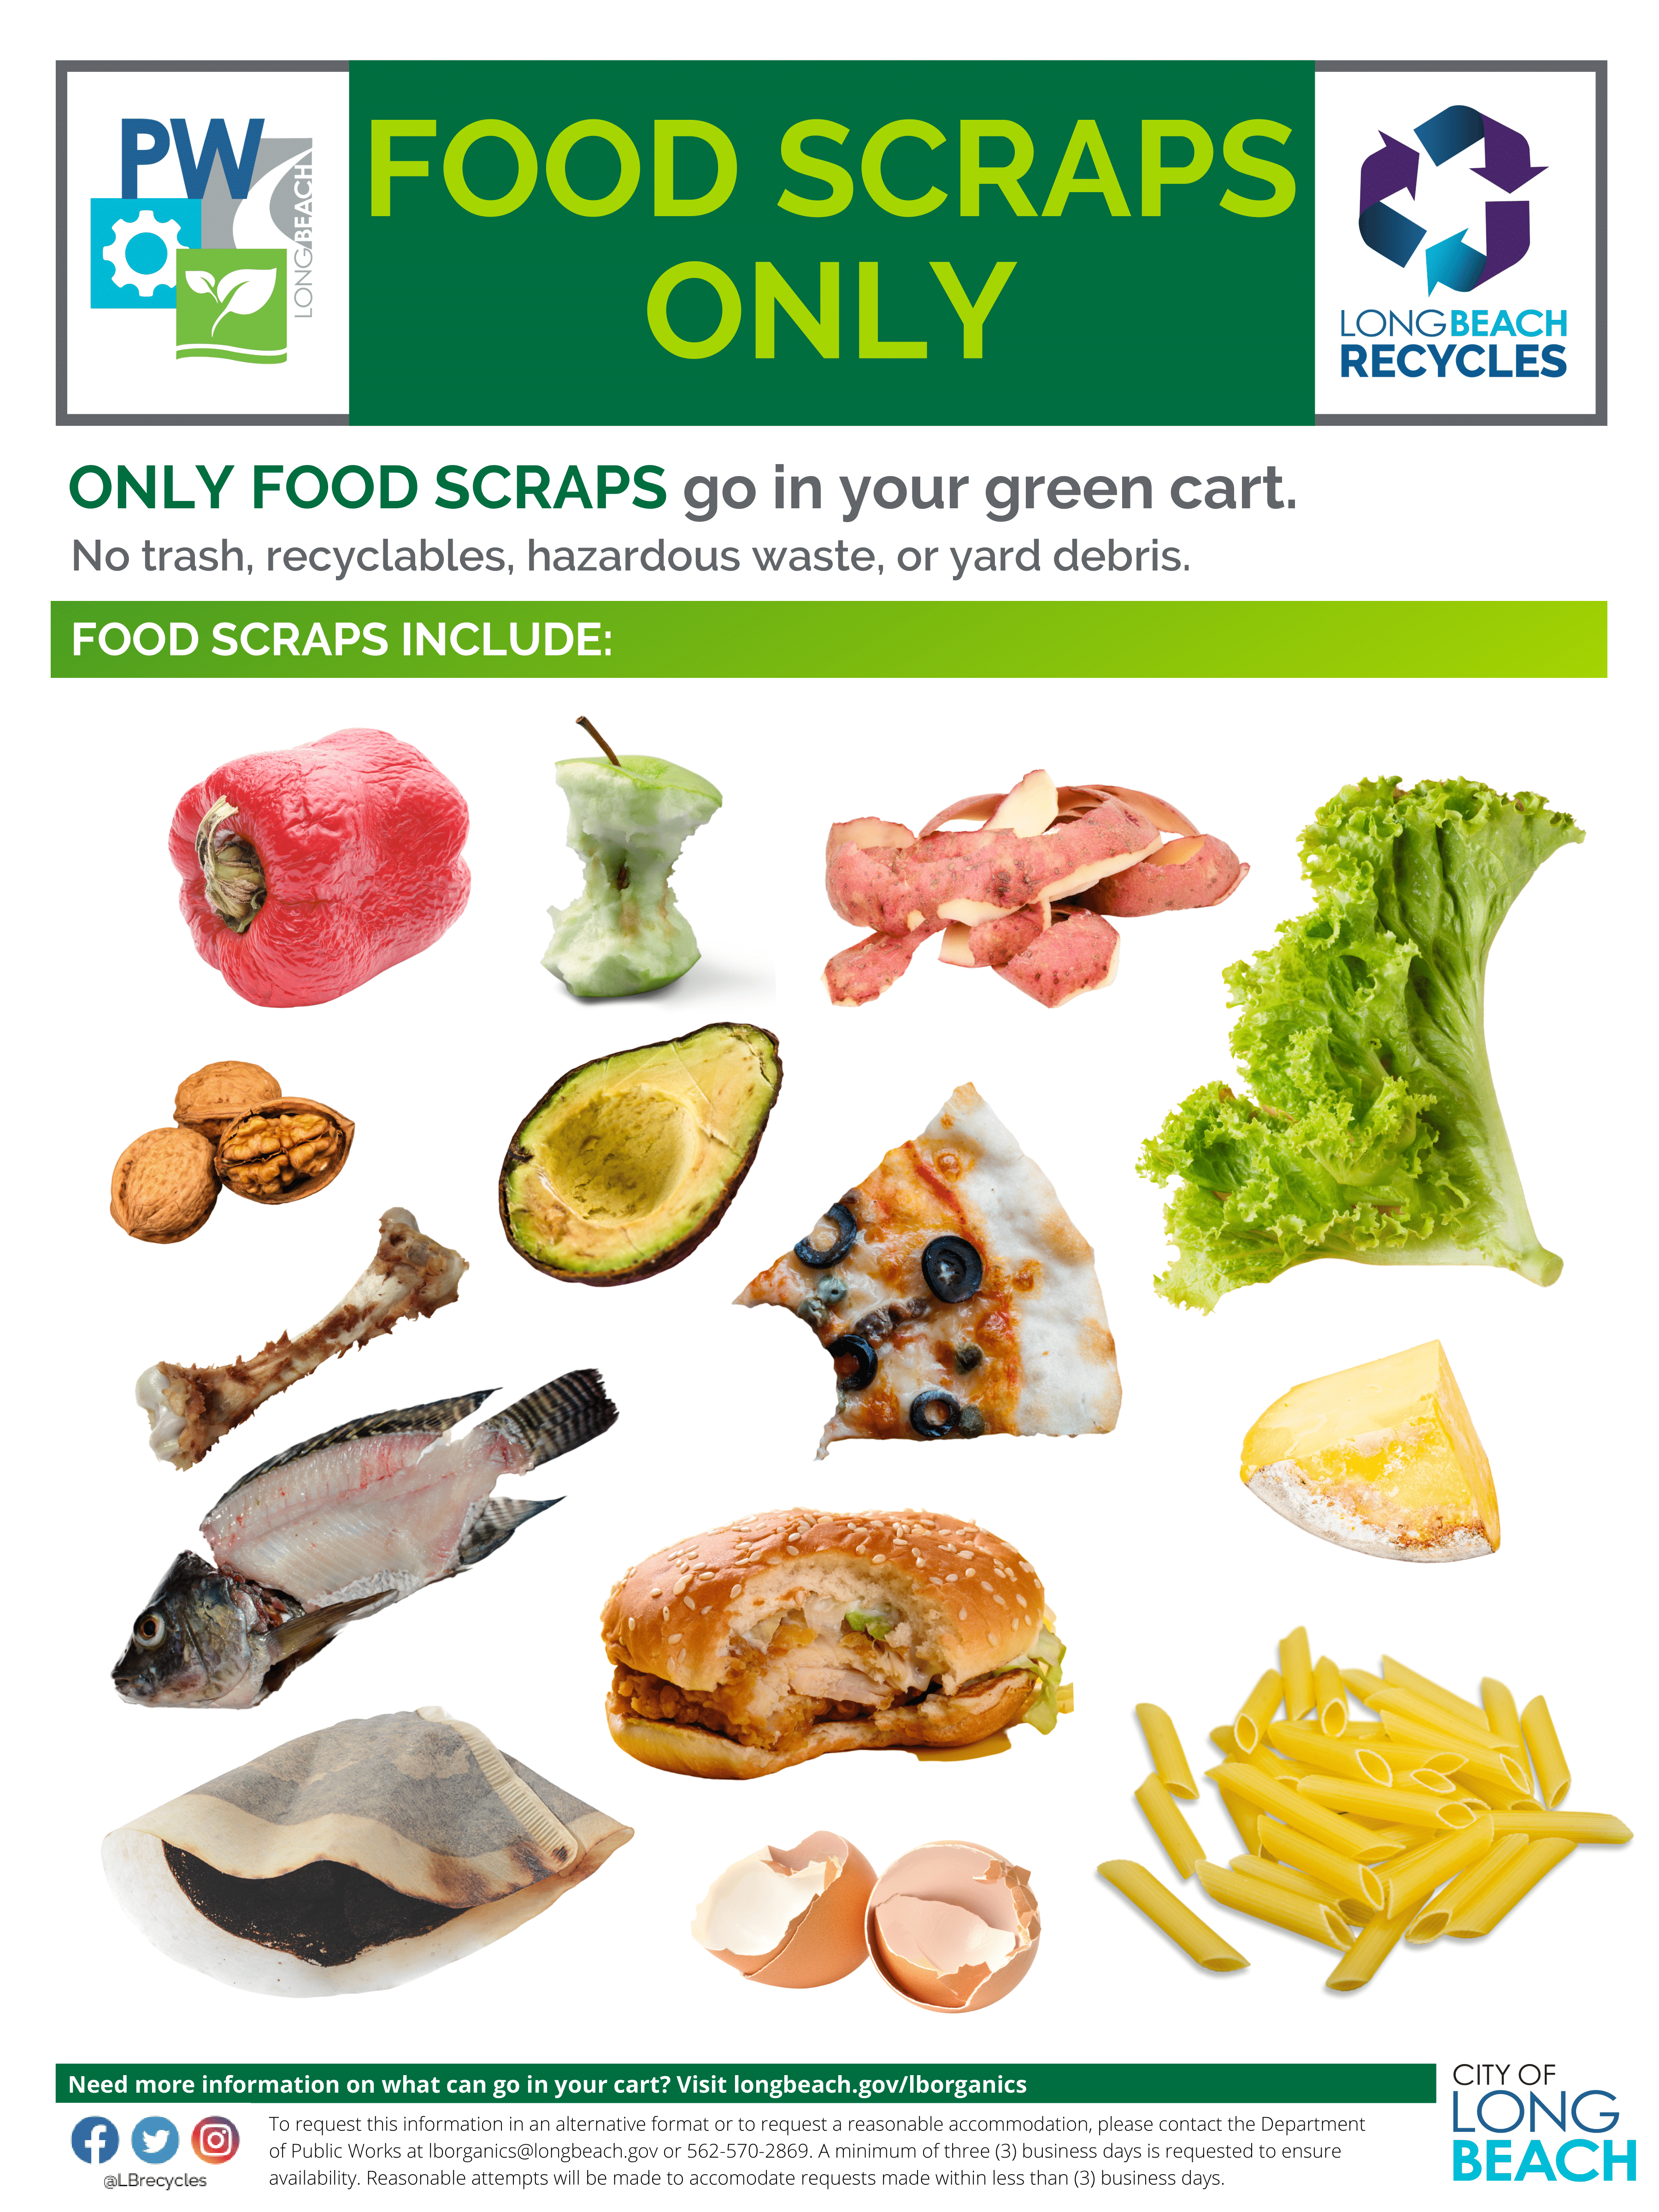 PW
LONGBEACH
FOOD SCRAPS
ONLY
LONGBEACH
RECYCLES
ONLY FOOD SCRAPS go in your green cart.
No trash, recyclables, hazardous waste, or yard debris.
FOOD SCRAPS INCLUDE:
Need more information on what can go in your cart? Visit longbeach.gov/lborganics
@LBrecycles
To request this information in an alternative format or to request a reasonable accommodation, please contact the Department
of Public Works at lborganics@longbeach.gov or 562-570-2869. A minimum of three (3) business days is requested to ensure
availability. Reasonable attempts will be made to accomodate requests made within less than (3) business days.
CITY OF
LONG
BEACH